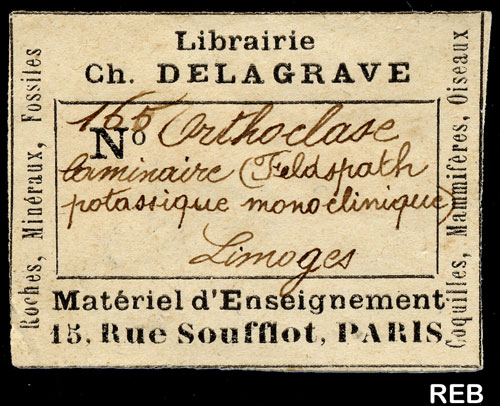 Librairie
Ch. DELAGRAVE
Roches, Minéraux, Fossiles
No 165 Orthoclase
laminaire (Feldspath
potassique monoclinique)
Limoges
Coquilles, Mammifères, Oiseaux
Matériel d'Enseignement
15, Rue Soufflot, PARIS
REB